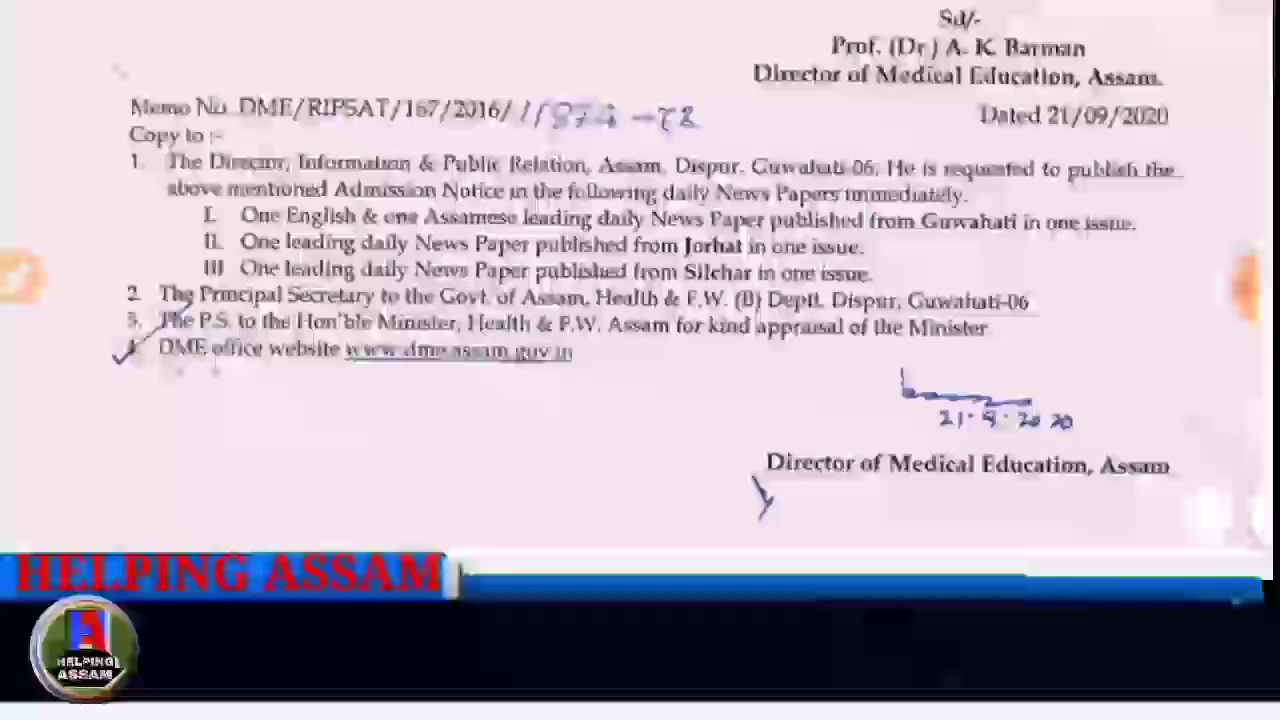 Sd/-
Prof. (Dr) A. K. Barman
Director of Medical Education, Assam.
Memo No. DME/RIPSAT/167/2016/
Dated 21/09/2020
Copy to :-
1. The Director, Information & Public Relation, Assam, Dispur, Guwahati-06. He is requested to publish the
above mentioned Admission Notice in the following daily News Papers immediately.
I. One English & one Assamese leading daily News Paper published from Guwahati in one issue.
II. One leading daily News Paper published from Jorhat in one issue.
III One leading daily News Paper published from Silchar in one issue.
2. The Principal Secretary to the Govt. of Assam, Health & F.W. (B) Deptt. Dispur, Guwahati-06
3. The P.S. to the Hon'ble Minister, Health & F.W. Assam for kind appraisal of the Minister
4. DME office website www.dme.assam.gov.in
21.9.2020
Director of Medical Education, Assam
HELPING ASSAM
A
HELPING
ASSAM